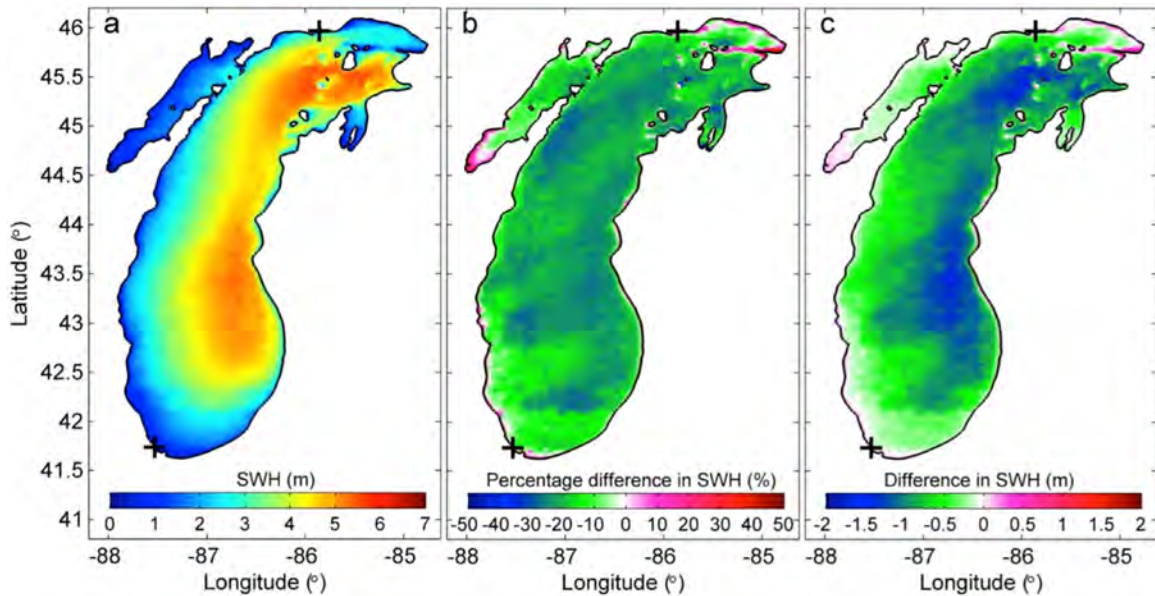 a
b
c
46
45.5
45
44.5
44
43.5
43
42.5
42
41.5
41
Latitude (°)
SWH (m)
0 1 2 3 4 5 6 7
Percentage difference in SWH (%)
-50 -40 -30 -20 -10 0 10 20 30 40 50
Difference in SWH (m)
-2 -1.5 -1 -0.5 0 0.5 1 1.5 2
-88 -87 -86 -85
-88 -87 -86 -85
-88 -87 -86 -85
Longitude (°)
Longitude (°)
Longitude (°)